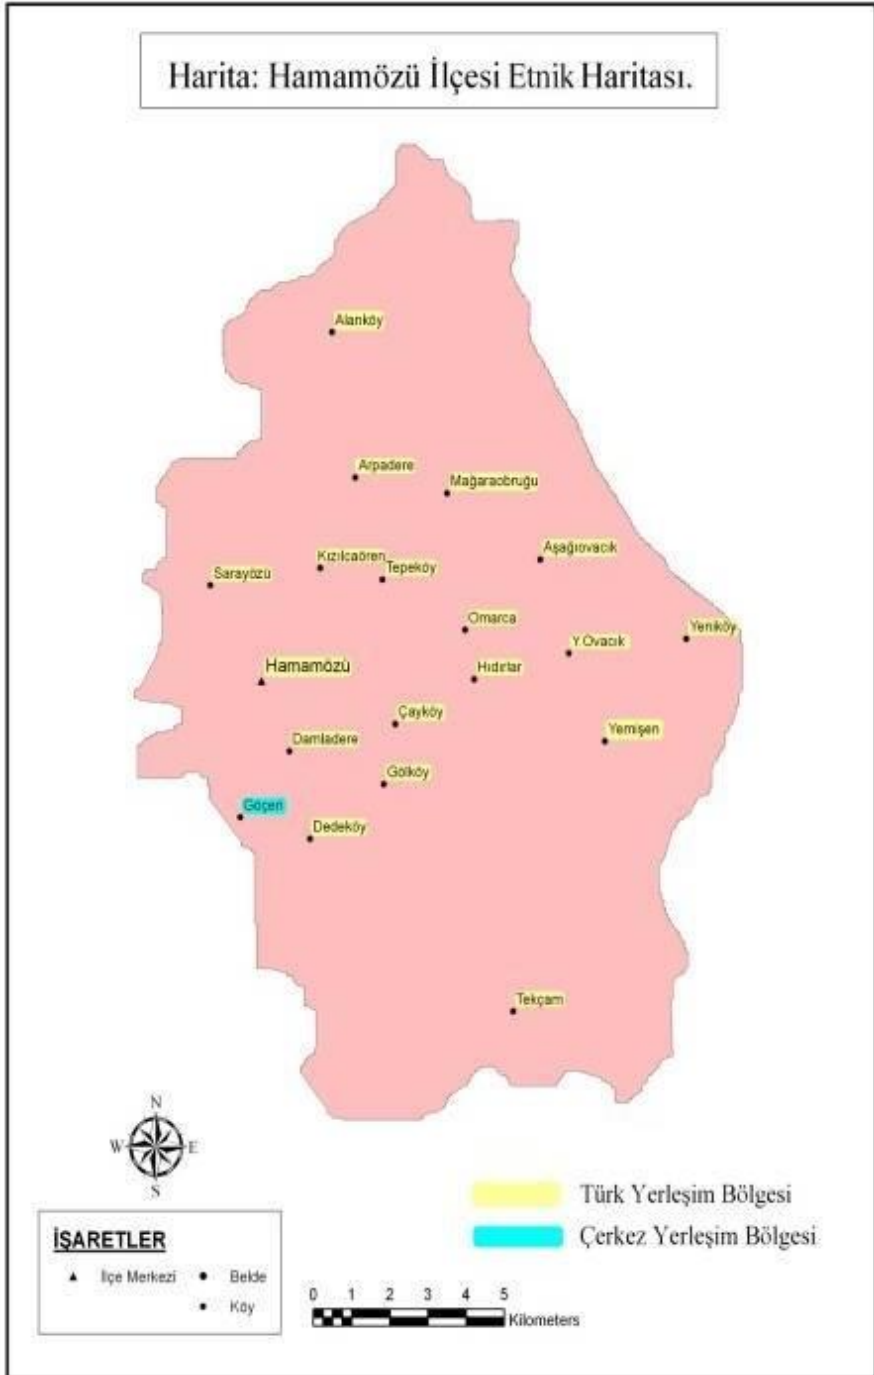 Harita: Hamamözü İlçesi Etnik Haritası.
Alanköy
Arpadere
Mağaraobruğu
Aşağıovacık
Kızılcaören
Tepeköy
Sarayözü
Omarca
Yeniköy
Y.Ovacık
Hıdırlar
Hamamözü
Çayköy
Yemişen
Damladere
Gölköy
Göçeri
Dedeköy
Tekçam
N
W E
S
Türk Yerleşim Bölgesi
Çerkez Yerleşim Bölgesi
İŞARETLER
İlçe Merkezi Belde
Köy
0 1 2 3 4 5
Kilometers